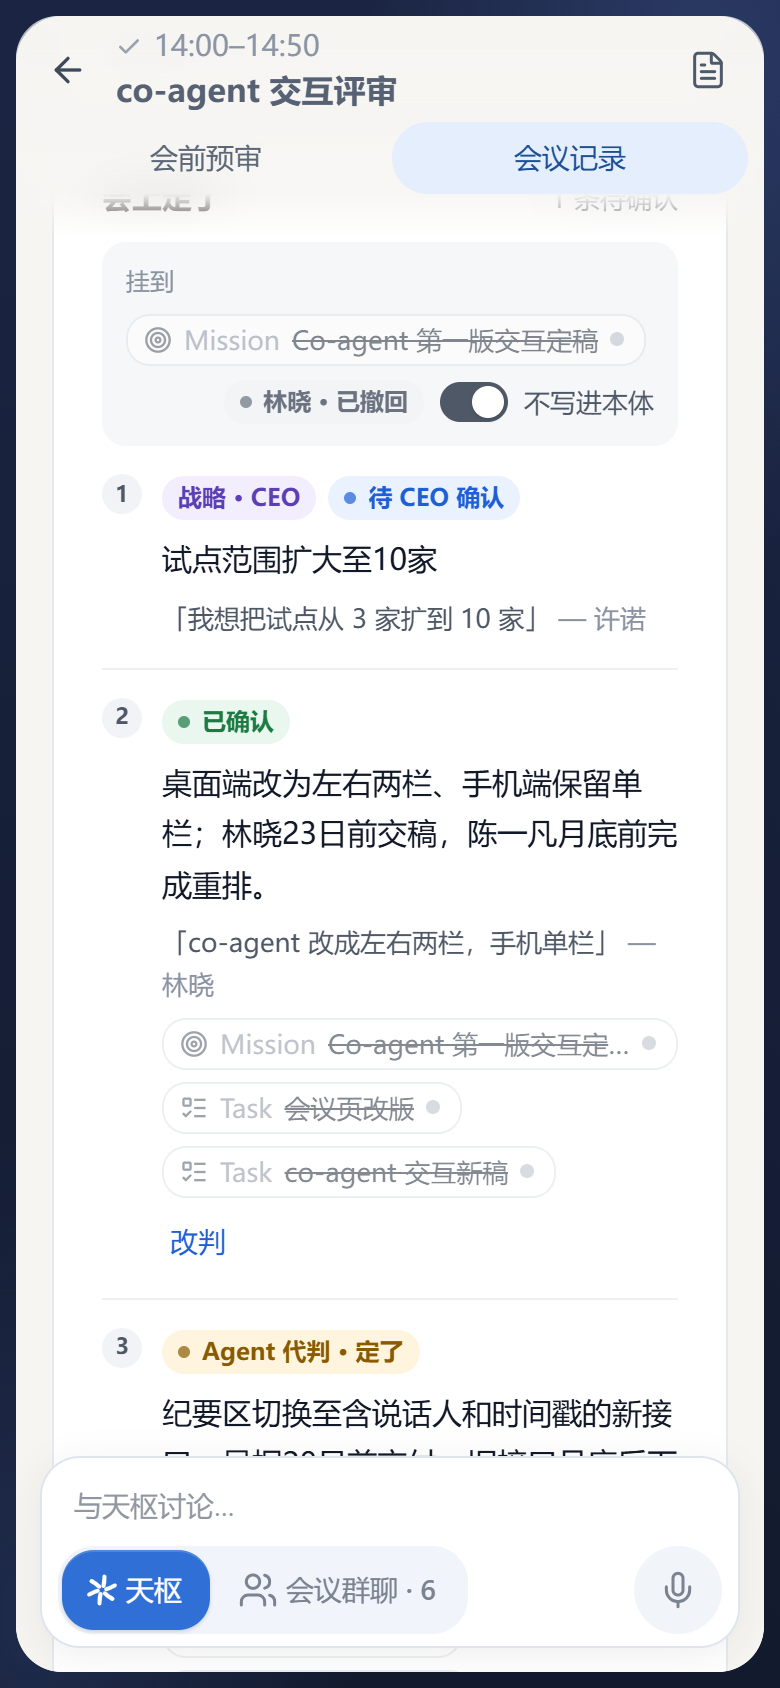 14:00–14:50
co-agent 交互评审
会前预审
会议记录
会上定了
1 条待确认
挂到
Mission Co-agent 第一版交互定稿
林晓 • 已撤回
不写进本体
1
战略 • CEO
待 CEO 确认
试点范围扩大至10家
「我想把试点从 3 家扩到 10 家」 — 许诺
2
已确认
桌面端改为左右两栏、手机端保留单
栏；林晓23日前交稿，陈一凡月底前完
成重排。
「co-agent 改成左右两栏，手机单栏」 —
林晓
Mission Co-agent 第一版交互定...
Task 会议页改版
Task co-agent 交互新稿
改判
3
Agent 代判 • 定了
纪要区切换至含说话人和时间戳的新接
与天枢讨论...
天枢
会议群聊 · 6